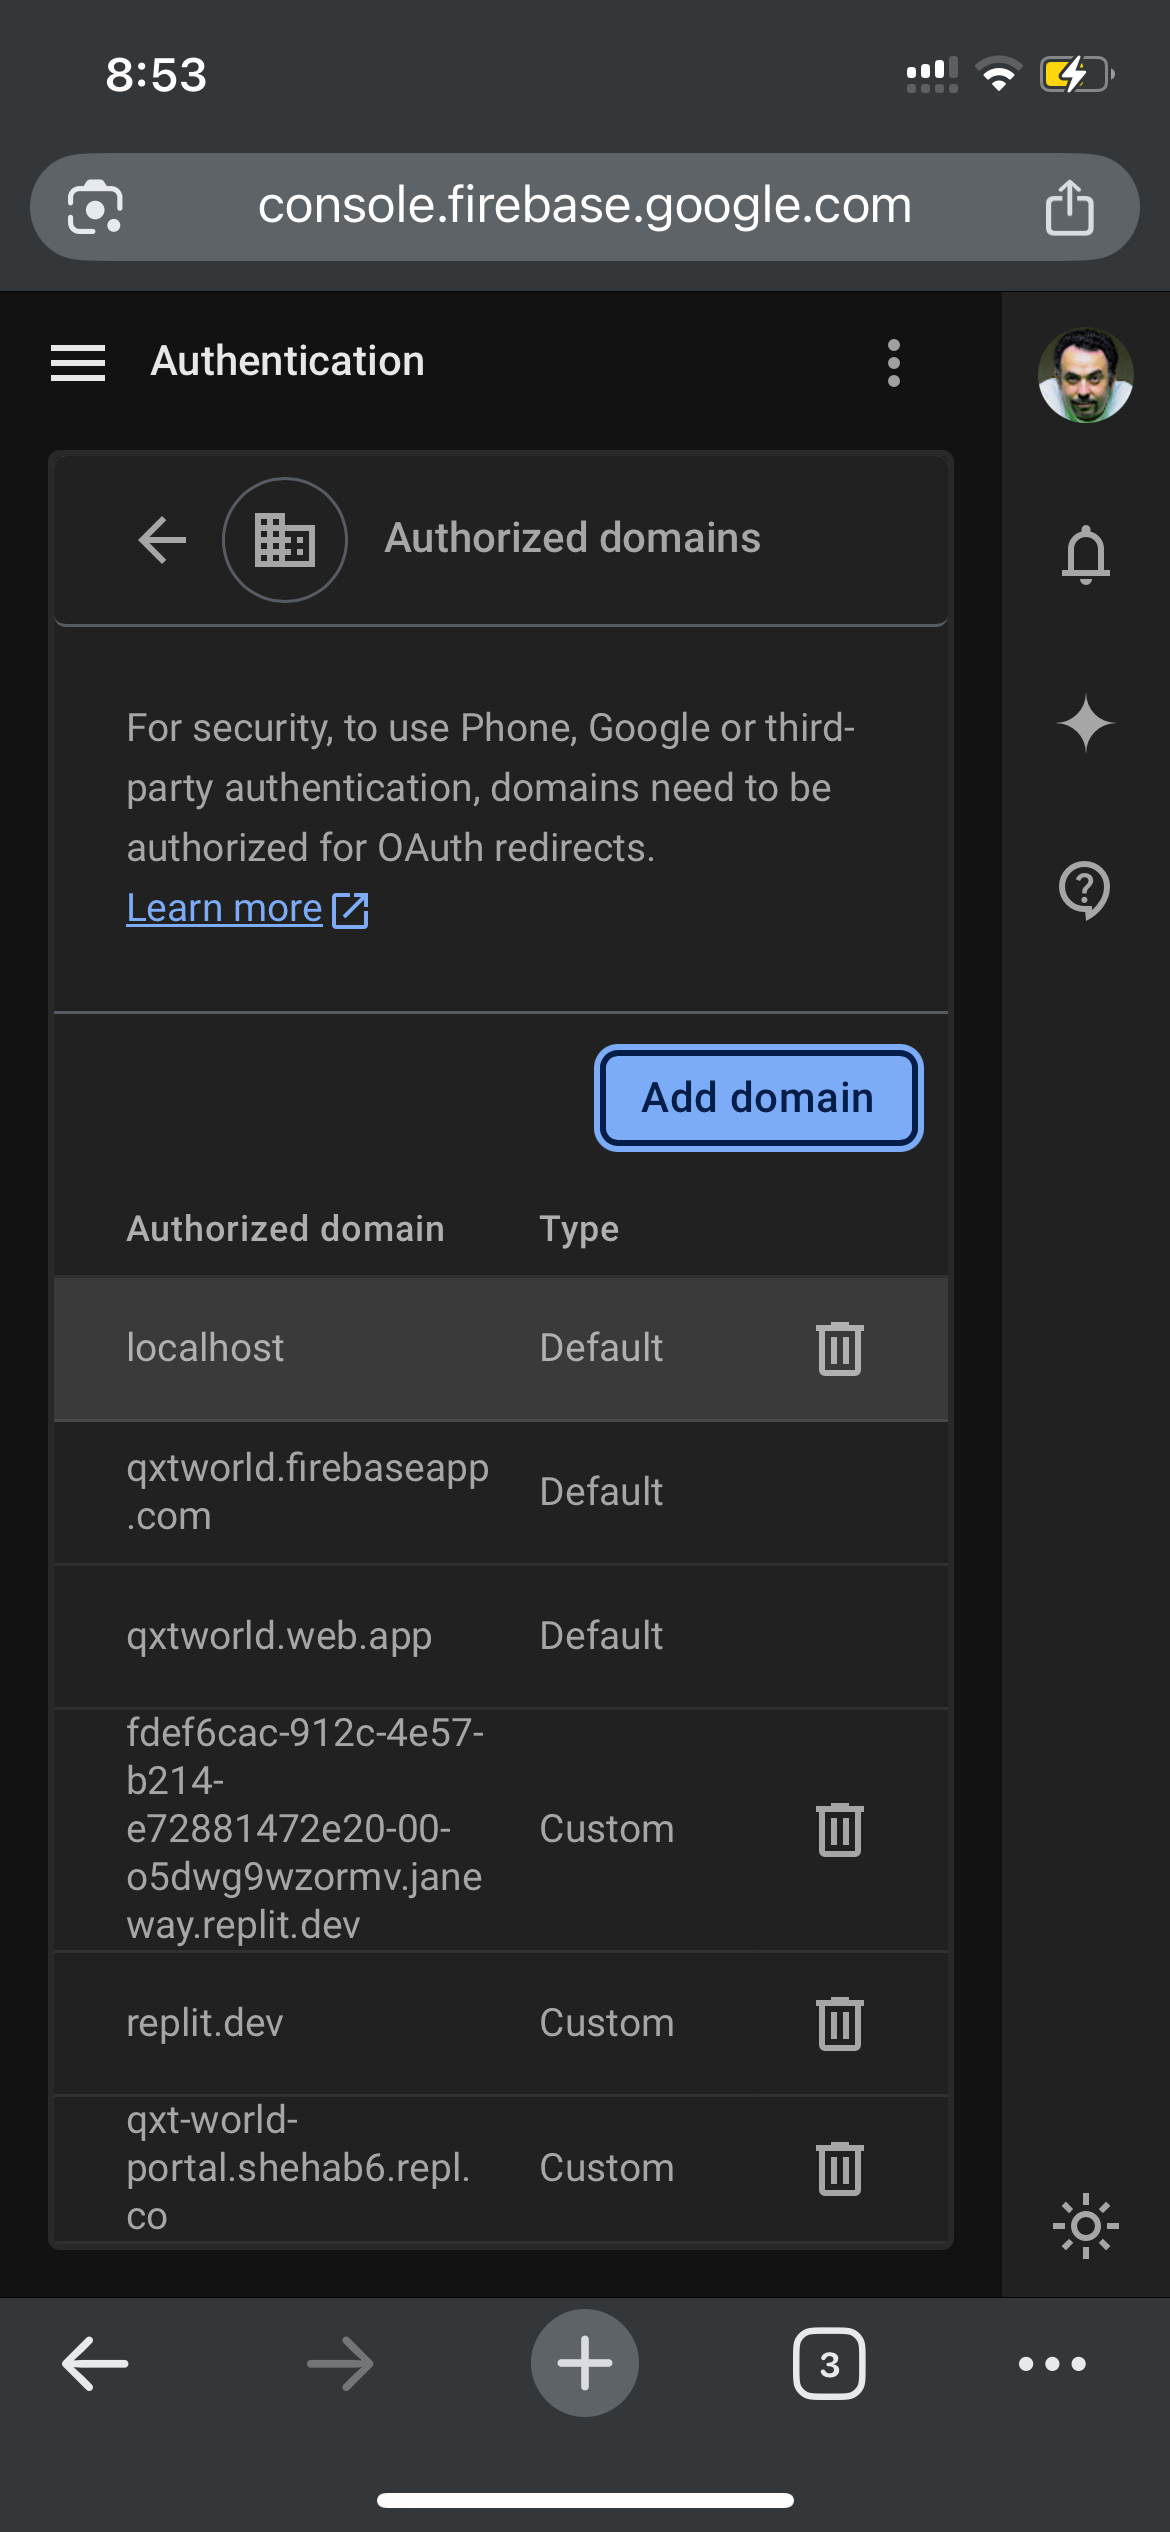 8:53
console.firebase.google.com
Authentication
Authorized domains
For security, to use Phone, Google or third-
party authentication, domains need to be
authorized for OAuth redirects.
Learn more
Add domain
Authorized domain Type
localhost Default
qxtworld.firebaseapp
.com
Default
qxtworld.web.app Default
fdef6cac-912c-4e57-
b214-
e72881472e20-00-
o5dwg9wzormv.jane
way.replit.dev
Custom
replit.dev Custom
qxt-world-
portal.shehab6.repl.
co
Custom
3